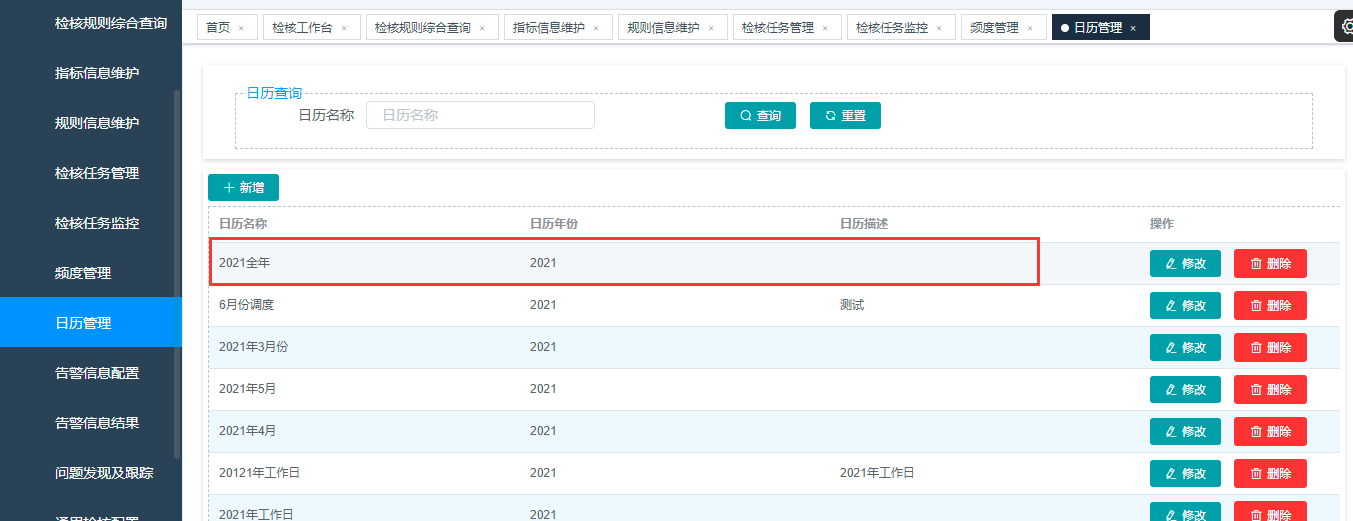 检核规则综合查询
指标信息维护
规则信息维护
检核任务管理
检核任务监控
频度管理
日历管理
告警信息配置
告警信息结果
问题发现及跟踪
首页 × 检核工作台 × 检核规则综合查询 × 指标信息维护 × 规则信息维护 × 检核任务管理 × 检核任务监控 × 频度管理 × 日历管理 ×
日历查询
日历名称 日历名称 查询 重置
新增
日历名称 日历年份 日历描述 操作
2021全年 2021 修改 删除
6月份调度 2021 测试 修改 删除
2021年3月份 2021 修改 删除
2021年5月 2021 修改 删除
2021年4月 2021 修改 删除
20121年工作日 2021 2021年工作日 修改 删除
2021年工作日 2021 修改 删除